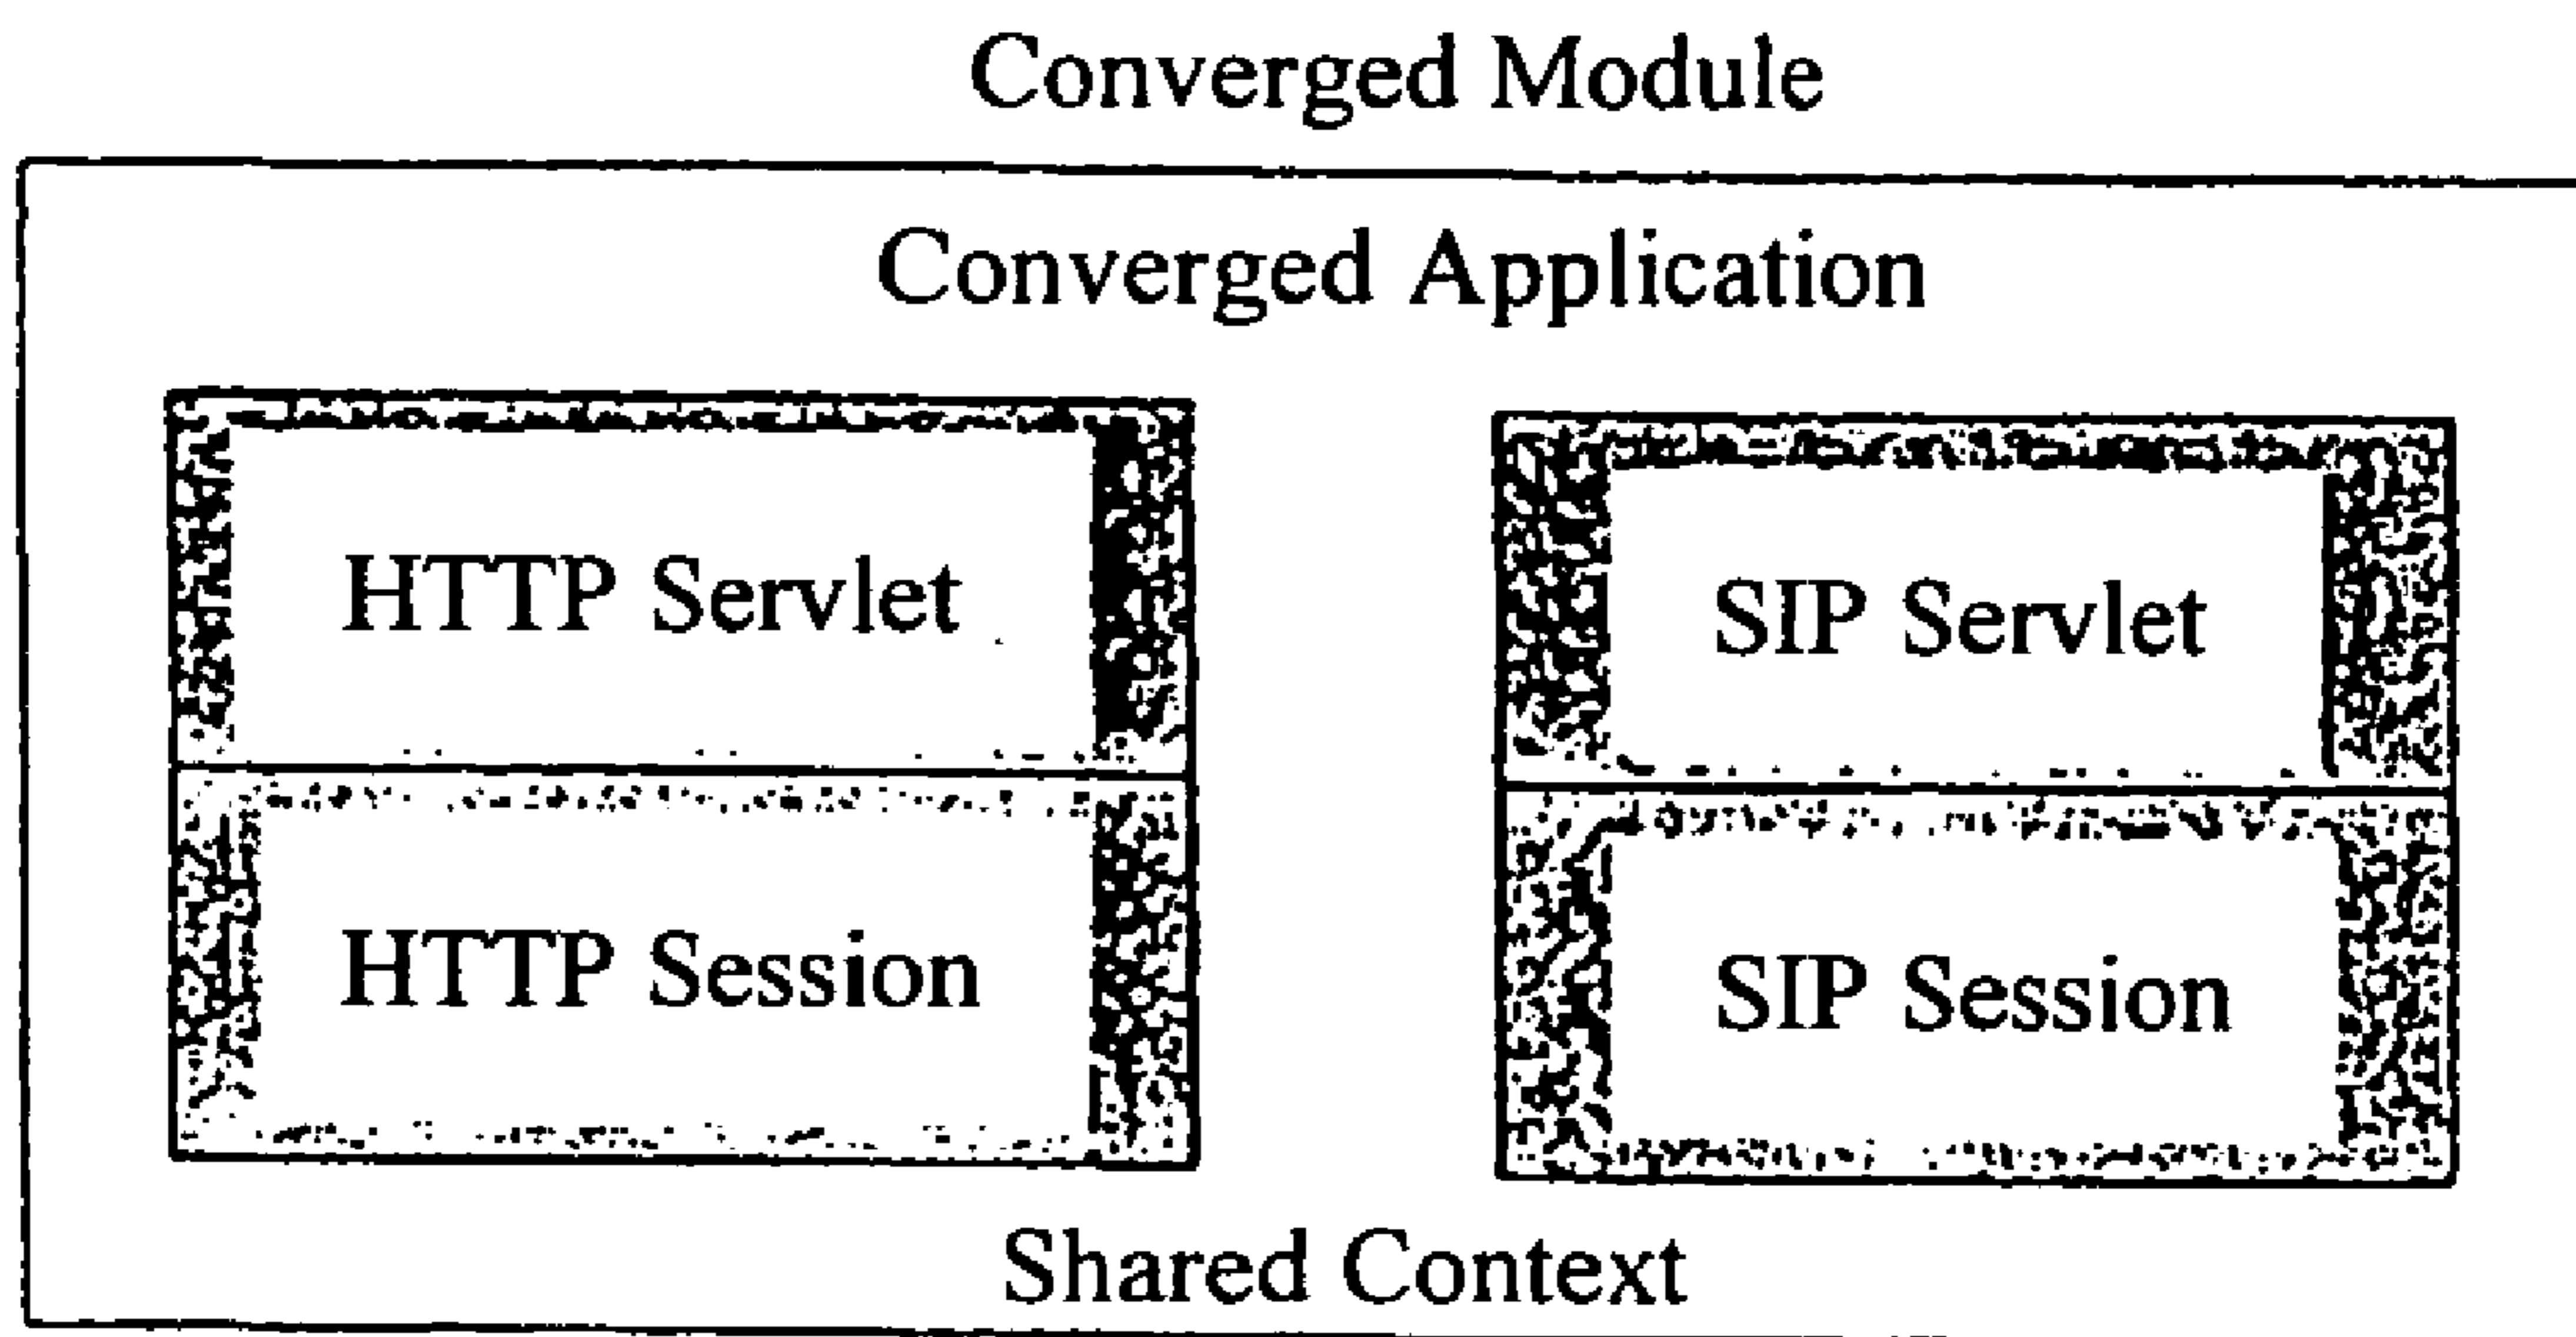 Converged Module
Converged Application
HTTP Servlet
SIP Servlet
HTTP Session
SIP Session
Shared Context